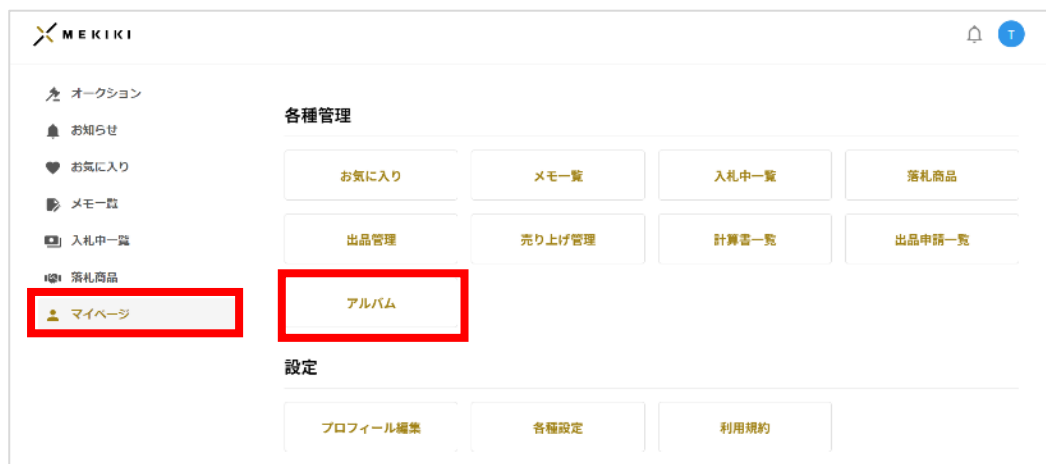 MEKIKI
T
オークション
お知らせ
お気に入り
メモ一覧
入札中一覧
落札商品
マイページ
各種管理
お気に入り メモ一覧 入札中一覧 落札商品
出品管理 売り上げ管理 計算書一覧 出品申請一覧
アルバム
設定
プロフィール編集 各種設定 利用規約